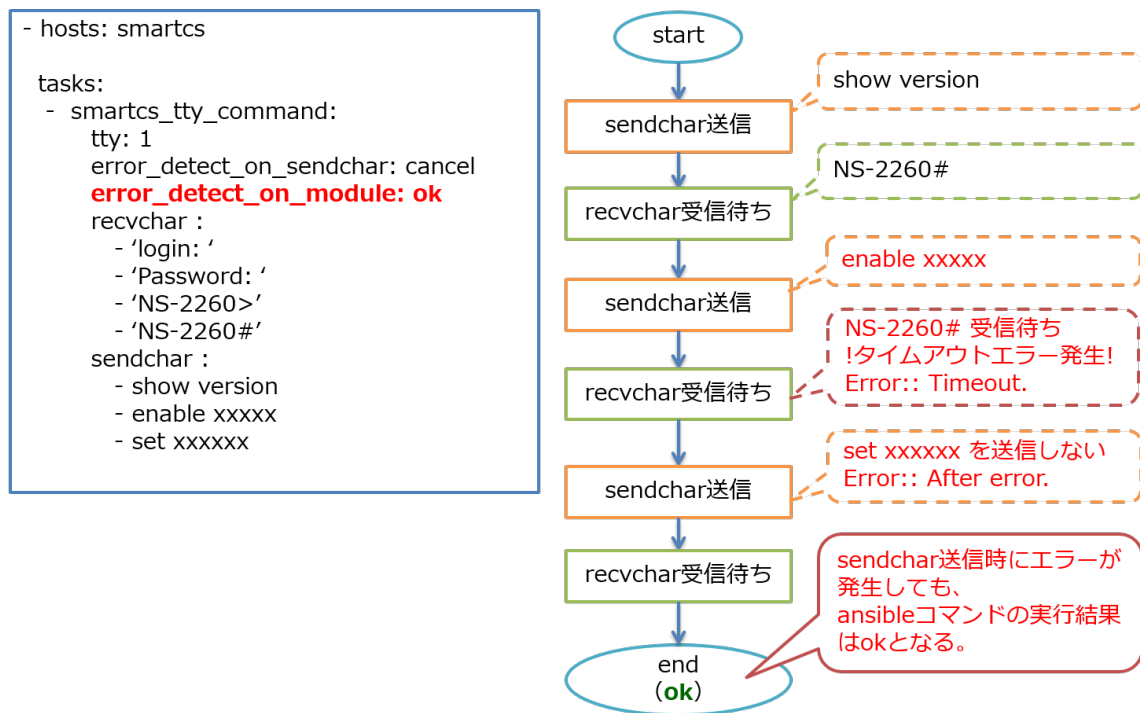 - hosts: smartcs
tasks:
- smartcs_tty_command:
tty: 1
error_detect_on_sendchar: cancel
error_detect_on_module: ok
recvchar :
- ‘login: ‘
- ‘Password: ‘
- ‘NS-2260>’
- ‘NS-2260#’
sendchar :
- show version
- enable xxxxx
- set xxxxxx
start
sendchar送信
show version
recvchar受信待ち
NS-2260#
sendchar送信
enable xxxxx
recvchar受信待ち
NS-2260# 受信待ち
!タイムアウトエラー発生!
Error:: Timeout.
sendchar送信
set xxxxxx を送信しない
Error:: After error.
recvchar受信待ち
sendchar送信時にエラーが
発生しても、
ansibleコマンドの実行結果
はokとなる。
end
(ok)